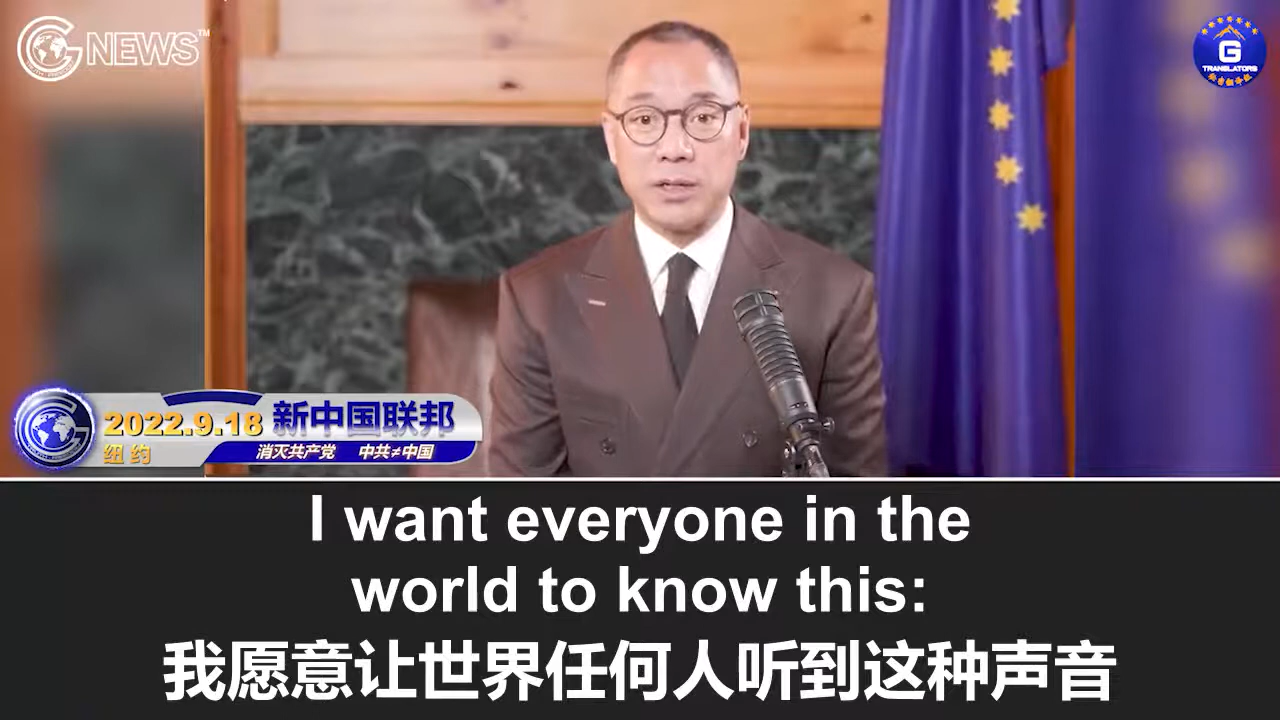 GNEWS™
G
TRANSLATORS
2022.9.18 新中国联邦
纽约
消灭共产党 中共≠中国
I want everyone in the
world to know this:
我愿意让世界任何人听到这种声音